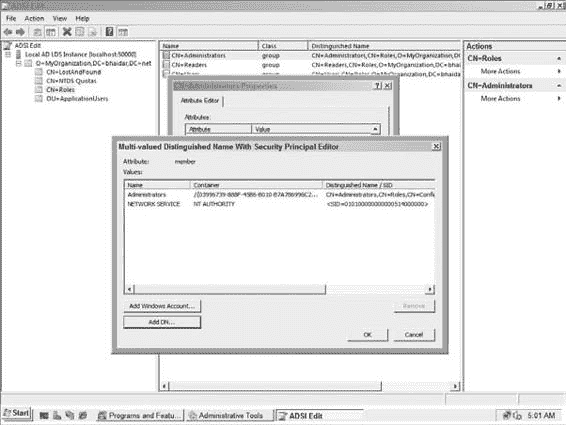 ADSI Edit
File Action View Help
ADSI Edit
Local AD LDS Instance [localhost:50000]
O=MyOrganization,DC=bhaidar,DC=net
CN=LostAndFound
CN=NTDS Quotas
CN=Roles
OU=ApplicationUsers
Name Class Distinguished Name
CN=Administrators group CN=Administrators,CN=Roles,O=MyOrganization,DC=bhaidar,D
CN=Readers group CN=Readers,CN=Roles,O=MyOrganization,DC=bhaidar,DC=net
Actions
CN=Roles
More Actions
CN=Administrators
More Actions
CN=Administrators Properties
Attribute Editor
Attributes:
Attribute Value
Multi-valued Distinguished Name With Security Principal Editor
Attribute: member
Values:
Name Container Distinguished Name / SID
Administrators CN=Administrators,CN=Roles,CN=Config
NETWORK SERVICE NT AUTHORITY
Add Windows Account...
Remove
Add DN...
OK Cancel
Start
Programs and Featu...
Administrative Tools
ADSI Edit
5:01 AM